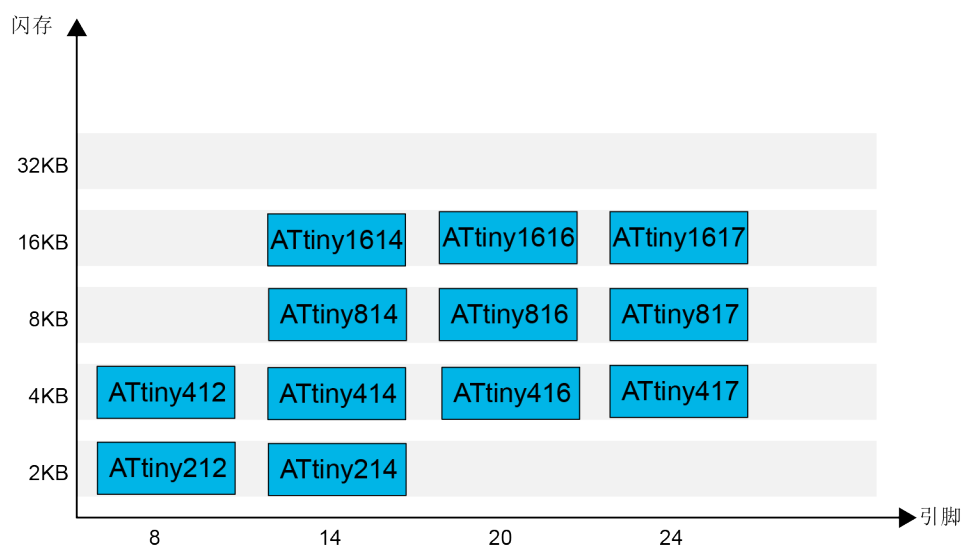 闪存
32KB
16KB
ATtiny1614
ATtiny1616
ATtiny1617
8KB
ATtiny814
ATtiny816
ATtiny817
4KB
ATtiny412
ATtiny414
ATtiny416
ATtiny417
2KB
ATtiny212
ATtiny214
引脚
8
14
20
24